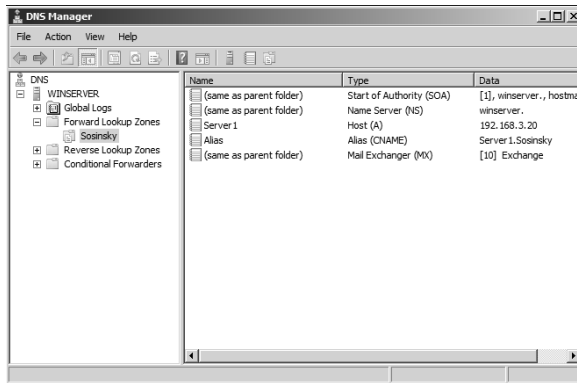 DNS Manager
File Action View Help
DNS
WINSERVER
Global Logs
Forward Lookup Zones
Sosinsky
Reverse Lookup Zones
Conditional Forwarders
Name Type Data
(same as parent folder) Start of Authority (SOA) [1], winserver., hostma
(same as parent folder) Name Server (NS) winserver.
Server1 Host (A) 192.168.3.20
Alias Alias (CNAME) Server1.Sosinsky
(same as parent folder) Mail Exchanger (MX) [10] Exchange